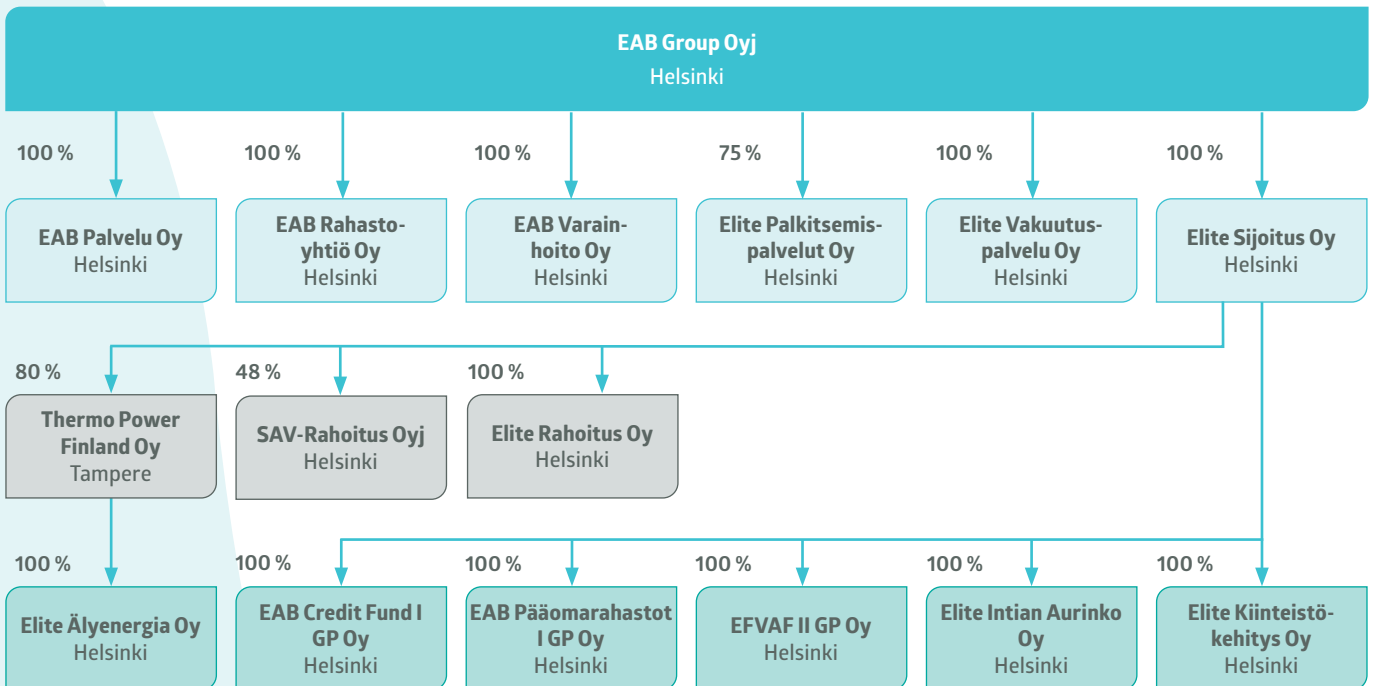 EAB Group Oyj
Helsinki
100 %
100 %
100 %
75 %
100 %
100 %
EAB Palvelu Oy
Helsinki
EAB Rahasto-
yhtiö Oy
Helsinki
EAB Varain-
hoito Oy
Helsinki
Elite Palkitsemis-
palvelut Oy
Helsinki
Elite Vakuutus-
palvelu Oy
Helsinki
Elite Sijoitus Oy
Helsinki
80 %
48 %
100 %
Thermo Power
Finland Oy
Tampere
SAV-Rahoitus Oyj
Helsinki
Elite Rahoitus Oy
Helsinki
100 %
100 %
100 %
100 %
100 %
100 %
Elite Älyenergia Oy
Helsinki
EAB Credit Fund I
GP Oy
Helsinki
EAB Pääomarahastot
I GP Oy
Helsinki
EFVAF II GP Oy
Helsinki
Elite Intian Aurinko
Oy
Helsinki
Elite Kiinteistö-
kehitys Oy
Helsinki